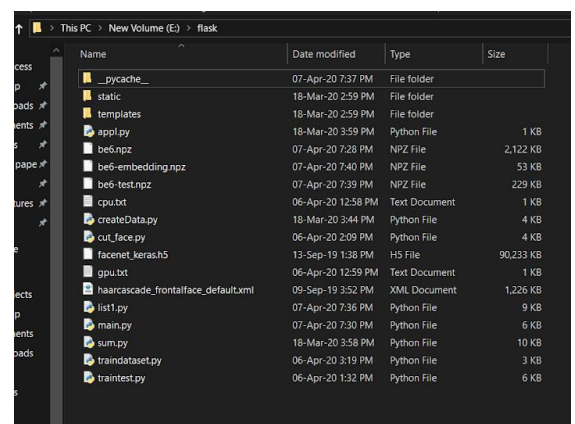 This PC > New Volume (E:) > flask
Name Date modified Type Size
cess
__pycache__ 07-Apr-20 7:37 PM File folder
p static 18-Mar-20 2:59 PM File folder
oads templates 18-Mar-20 2:59 PM File folder
ents appl.py 18-Mar-20 3:59 PM Python File 1 KB
s be6.npz 07-Apr-20 7:28 PM NPZ File 2,122 KB
pape be6-embedding.npz 07-Apr-20 7:40 PM NPZ File 53 KB
be6-test.npz 07-Apr-20 7:39 PM NPZ File 229 KB
tures cpu.txt 06-Apr-20 12:58 PM Text Document 1 KB
createData.py 18-Mar-20 3:44 PM Python File 4 KB
cut_face.py 06-Apr-20 2:09 PM Python File 4 KB
e facenet_keras.h5 13-Sep-19 1:38 PM H5 File 90,233 KB
gpu.txt 06-Apr-20 12:59 PM Text Document 1 KB
ects haarcascade_frontalface_default.xml 09-Sep-19 3:52 PM XML Document 1,226 KB
p list1.py 07-Apr-20 7:36 PM Python File 9 KB
ents main.py 07-Apr-20 7:30 PM Python File 6 KB
oads sum.py 18-Mar-20 3:58 PM Python File 10 KB
traindataset.py 06-Apr-20 3:19 PM Python File 3 KB
s traintest.py 06-Apr-20 1:32 PM Python File 6 KB